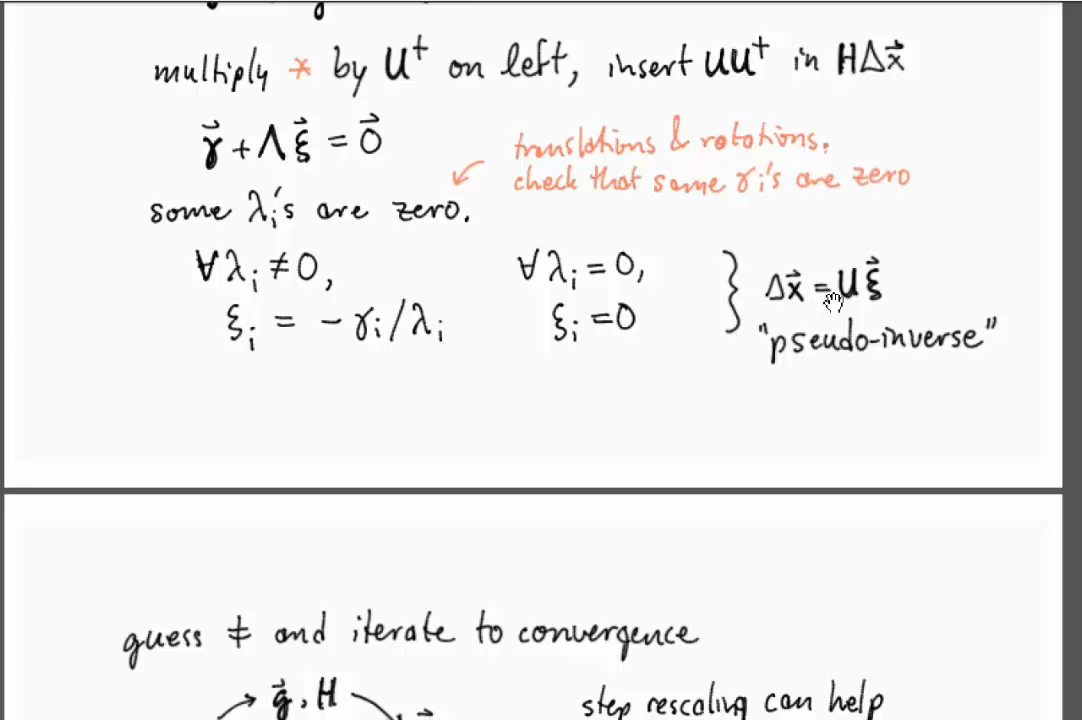 multiply * by U† on left, insert UU† in HΔx⃗
γ⃗ + Λξ⃗ = 0⃗
translations & rotations.
check that same γᵢ's are zero
some λᵢ's are zero.
∀λᵢ ≠ 0,
ξᵢ = - γᵢ/λᵢ
∀λᵢ = 0,
ξᵢ = 0
} Δx⃗ = Uξ⃗
"pseudo-inverse"
guess ≠ and iterate to convergence
g⃗, H
step rescaling can help